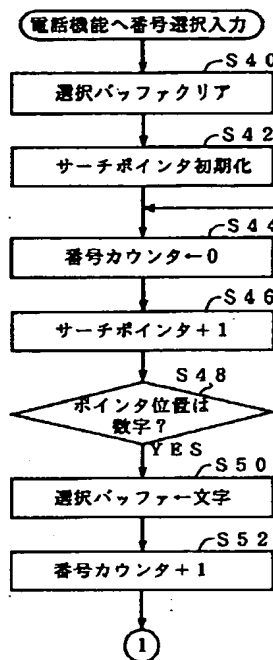 電話機能へ番号選択入力
S40
選択バッファクリア
S42
サーチポインタ初期化
S44
番号カウンタ←0
S46
サーチポインタ+1
S48
ポインタ位置は
数字?
YES
S50
選択バッファ←文字
S52
番号カウンタ+1
1